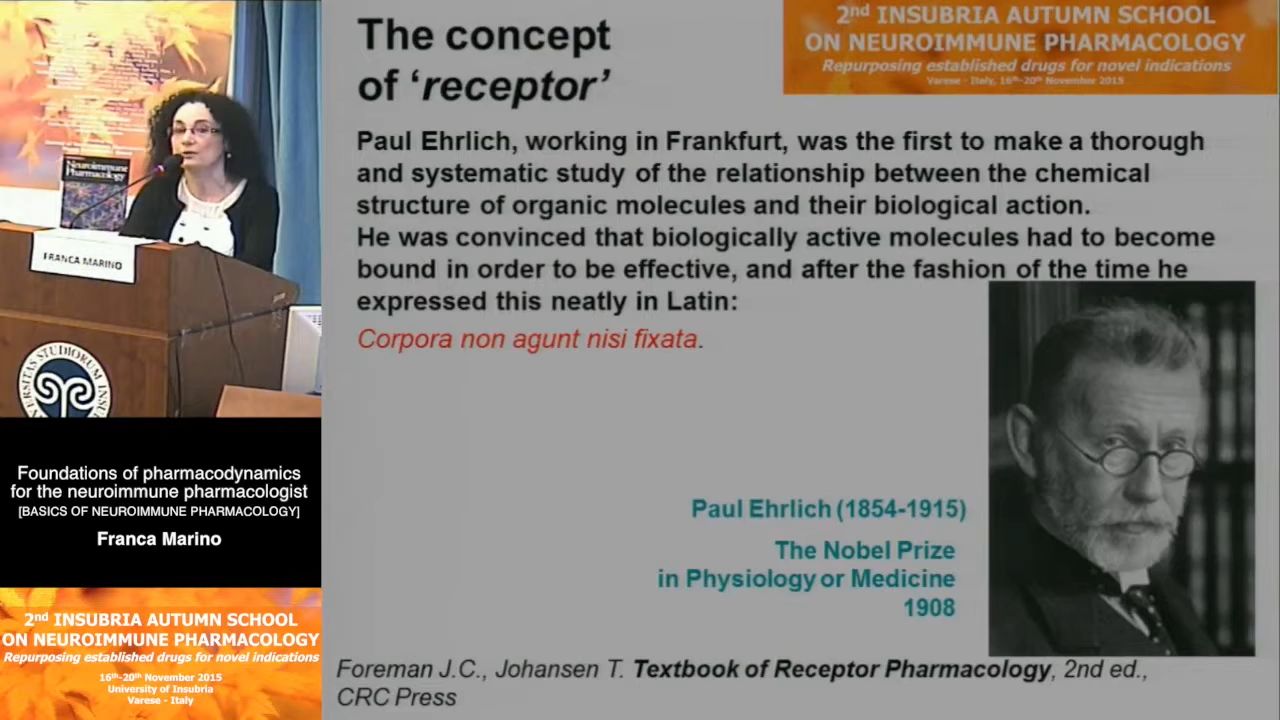 The concept
of ‘receptor’
2nd INSUBRIA AUTUMN SCHOOL
ON NEUROIMMUNE PHARMACOLOGY
Repurposing established drugs for novel indications
Varese - Italy, 16th-20th November 2015
Paul Ehrlich, working in Frankfurt, was the first to make a thorough
and systematic study of the relationship between the chemical
structure of organic molecules and their biological action.
He was convinced that biologically active molecules had to become
bound in order to be effective, and after the fashion of the time he
expressed this neatly in Latin:
Corpora non agunt nisi fixata.
Paul Ehrlich (1854-1915)
The Nobel Prize
in Physiology or Medicine
1908
Foreman J.C., Johansen T. Textbook of Receptor Pharmacology, 2nd ed.,
CRC Press
Neuroimmune
Pharmacology
FRANCA MARINO
Foundations of pharmacodynamics
for the neuroimmune pharmacologist
[BASICS OF NEUROIMMUNE PHARMACOLOGY]
Franca Marino
2nd INSUBRIA AUTUMN SCHOOL
ON NEUROIMMUNE PHARMACOLOGY
Repurposing established drugs for novel indications
16th-20th November 2015
University of Insubria
Varese - Italy